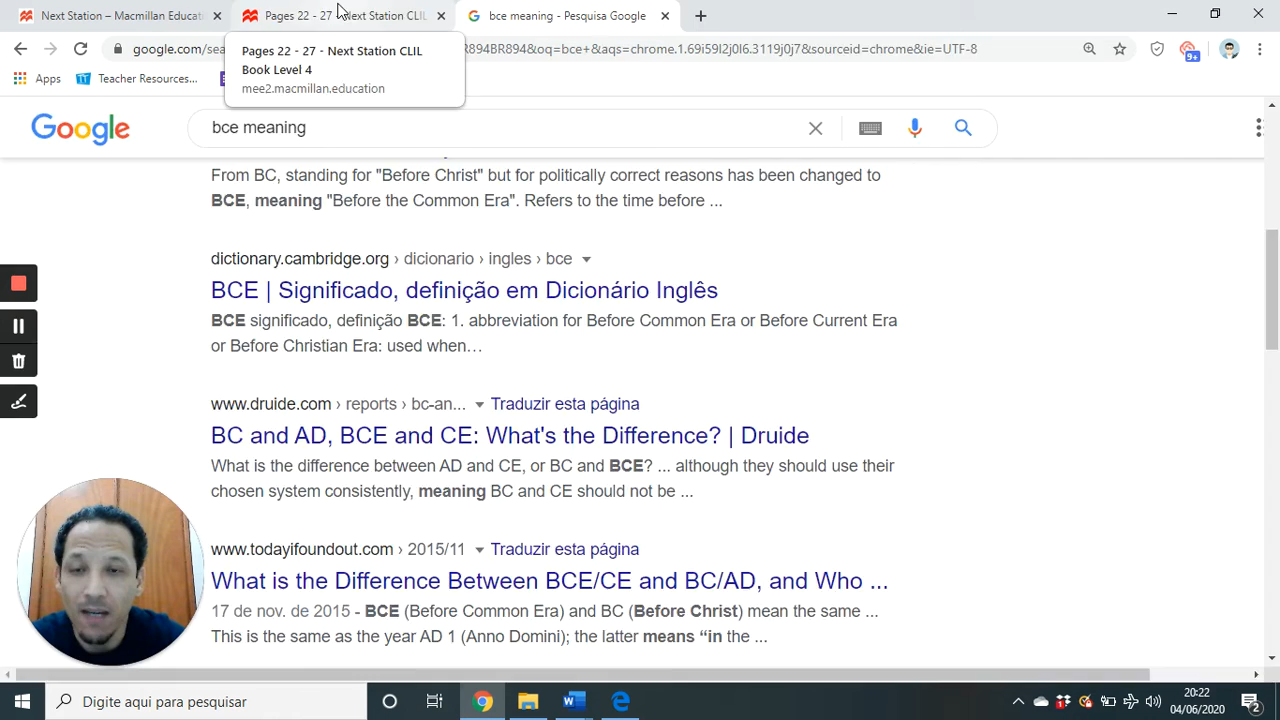 Next Station – Macmillan Educat
Pages 22 - 27 - Next Station CLIL
bce meaning - Pesquisa Google
google.com/sea
R894BR894&oq=bce+&aqs=chrome.1.69i59l2j0l6.3119j0j7&sourceid=chrome&ie=UTF-8
9+
Pages 22 - 27 - Next Station CLIL
Book Level 4
mee2.macmillan.education
Apps
Teacher Resources...
Google
bce meaning
From BC, standing for "Before Christ" but for politically correct reasons has been changed to
BCE, meaning "Before the Common Era". Refers to the time before ...
dictionary.cambridge.org › dicionario › ingles › bce
BCE | Significado, definição em Dicionário Inglês
BCE significado, definição BCE: 1. abbreviation for Before Common Era or Before Current Era
or Before Christian Era: used when…
www.druide.com › reports › bc-an... Traduzir esta página
BC and AD, BCE and CE: What's the Difference? | Druide
What is the difference between AD and CE, or BC and BCE? ... although they should use their
chosen system consistently, meaning BC and CE should not be ...
www.todayifoundout.com › 2015/11 Traduzir esta página
What is the Difference Between BCE/CE and BC/AD, and Who ...
17 de nov. de 2015 - BCE (Before Common Era) and BC (Before Christ) mean the same ...
This is the same as the year AD 1 (Anno Domini); the latter means “in the ...
Digite aqui para pesquisar
20:22
04/06/2020
2